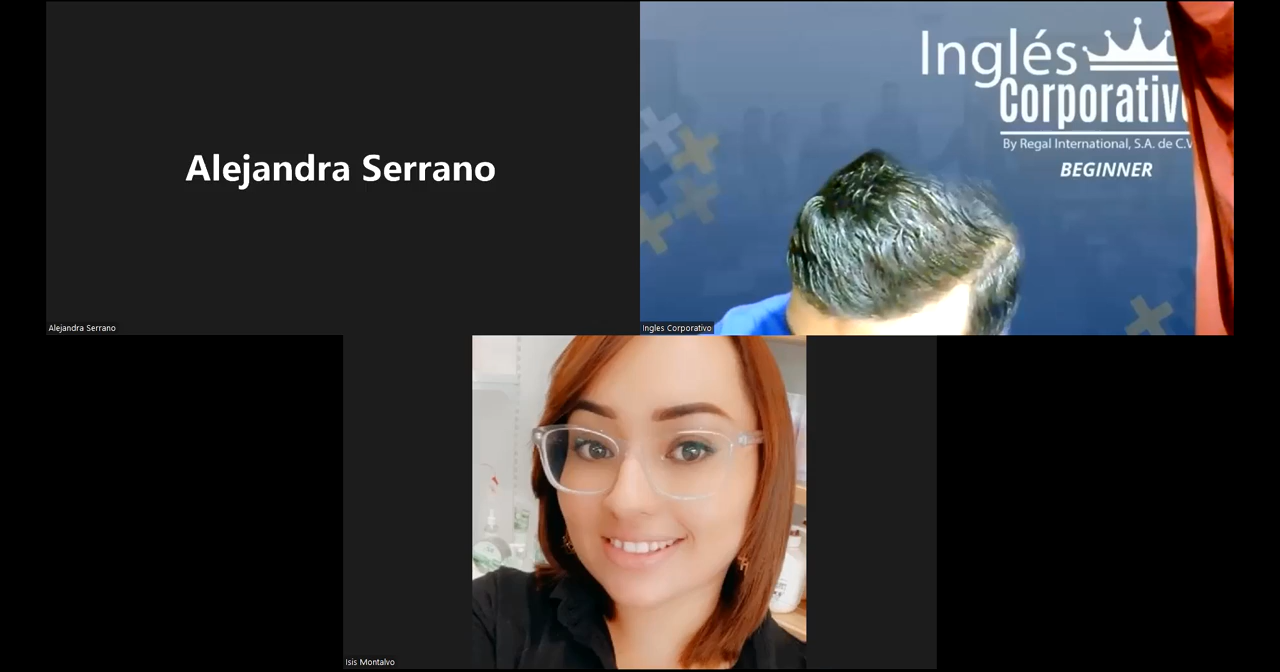 Alejandra Serrano
Alejandra Serrano
Inglés
Corporativo
By Regal International, S.A. de C.V
BEGINNER
Ingles Corporativo
Isis Montalvo